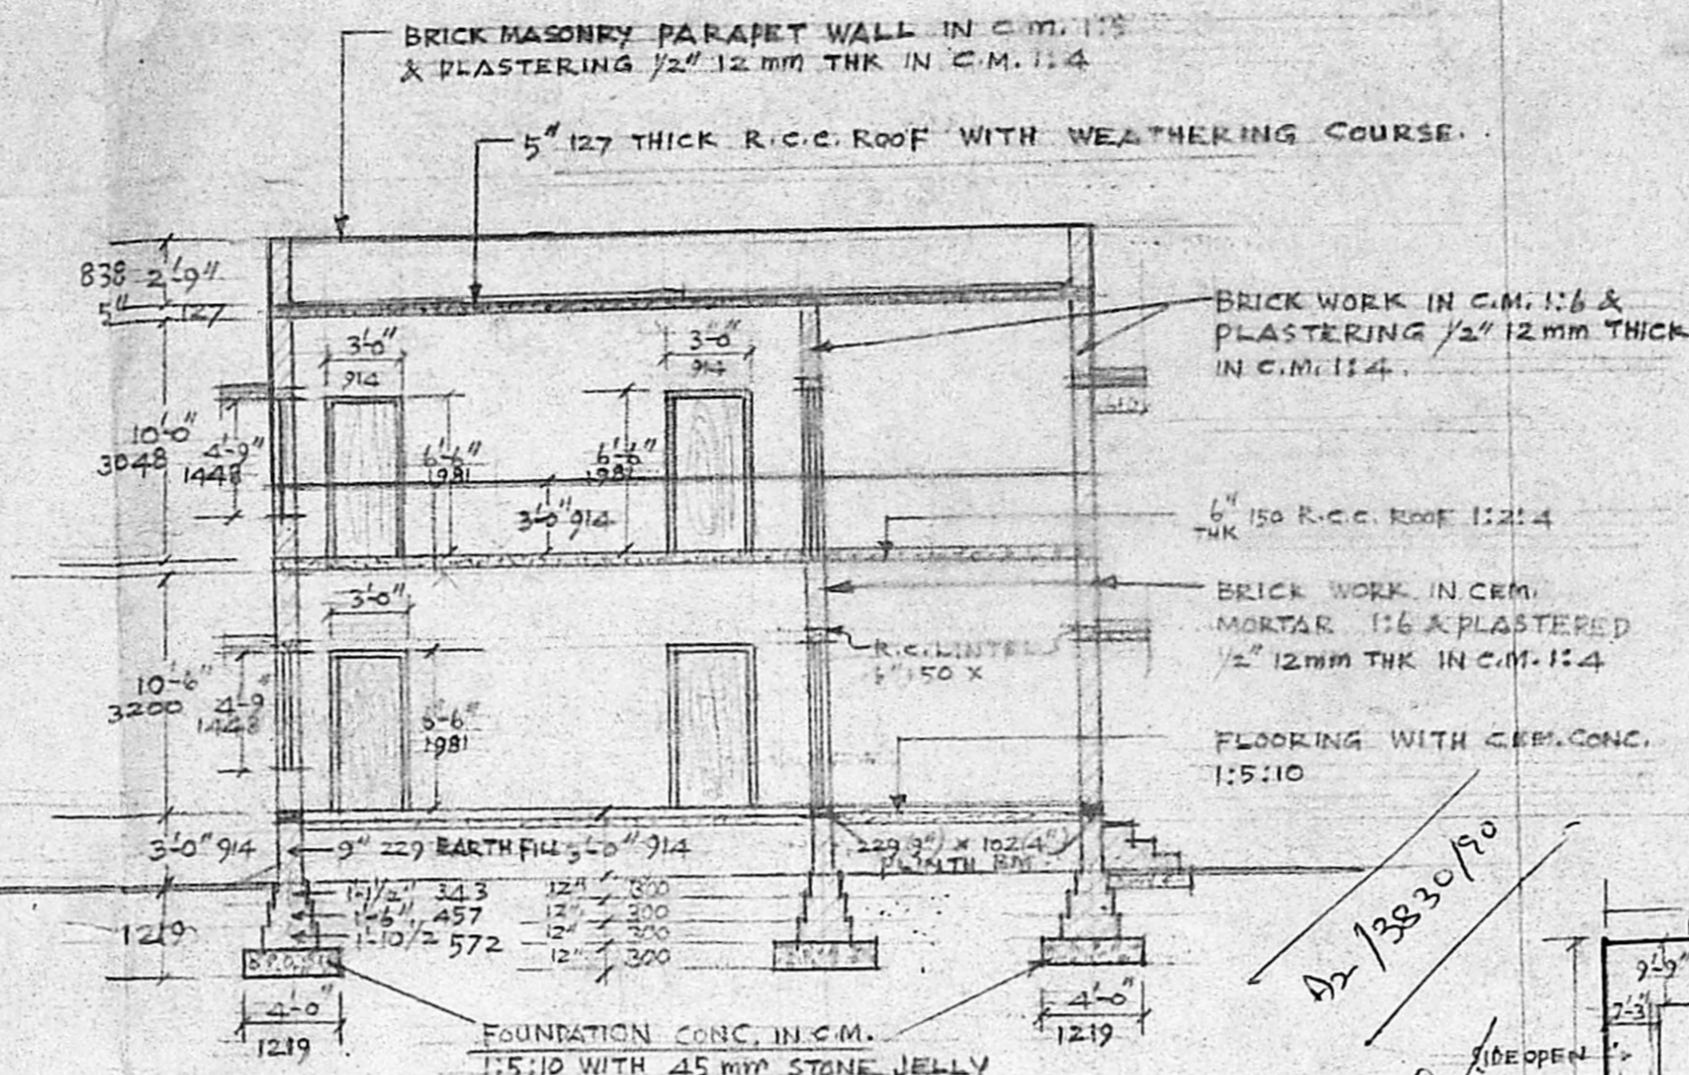 BRICK MASONRY PARAPET WALL IN C.M. 1:5
& PLASTERING 1/2" 12 mm THK IN C.M. 1:4
5" 127 THICK R.C.C. ROOF WITH WEATHERING COURSE.
838 2'-9"
5" 127
BRICK WORK IN C.M. 1:6 &
PLASTERING 1/2" 12 mm THICK
IN C.M. 1:4.
3'-0"
914
3'-0"
914
10'-0"
3048
4'-9"
1448
6'-6"
1981
6'-6"
1981
3'-0" 914
6" 150 R.C.C. ROOF 1:2:4
THK
3'-0"
BRICK WORK IN CEM.
MORTAR 1:6 & PLASTERED
1/2" 12mm THK IN C.M. 1:4
R.C. LINTEL
6" 150 X
10'-6"
3200
4'-9"
1448
6'-6"
1981
FLOORING WITH CEM. CONC.
1:5:10
3'-0" 914
9" 229 EARTH FILL 3'-0" 914
229(9") X 102(4")
PLINTH BM
1'-1 1/2" 343 12" 300
1'-6" 457 12" 300
1'-10 1/2 572 12" 300
12" 300
1219
4'-0"
1219
4'-0"
1219
FOUNDATION CONC. IN C.M.
1:5:10 WITH 45 mm STONE JELLY
A2/3830/90
9'-9"
7'-3"
SIDE OPEN